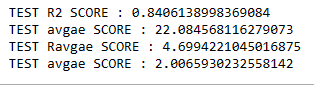 TEST R2 SCORE : 0.8406138998369084
TEST avgae SCORE : 22.084568116279073
TEST Ravgae SCORE : 4.6994221045016875
TEST avgae SCORE : 2.0065930232558142